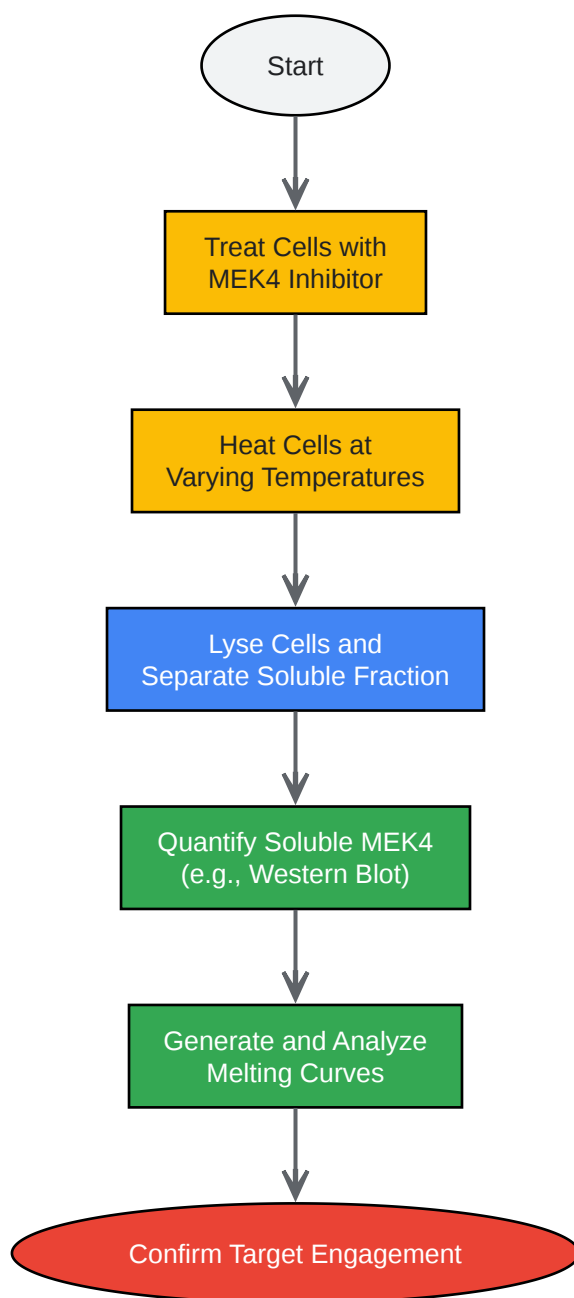 Start
Treat Cells with
MEK4 Inhibitor
Heat Cells at
Varying Temperatures
Lyse Cells and
Separate Soluble Fraction
Quantify Soluble MEK4
(e.g., Western Blot)
Generate and Analyze
Melting Curves
Confirm Target Engagement